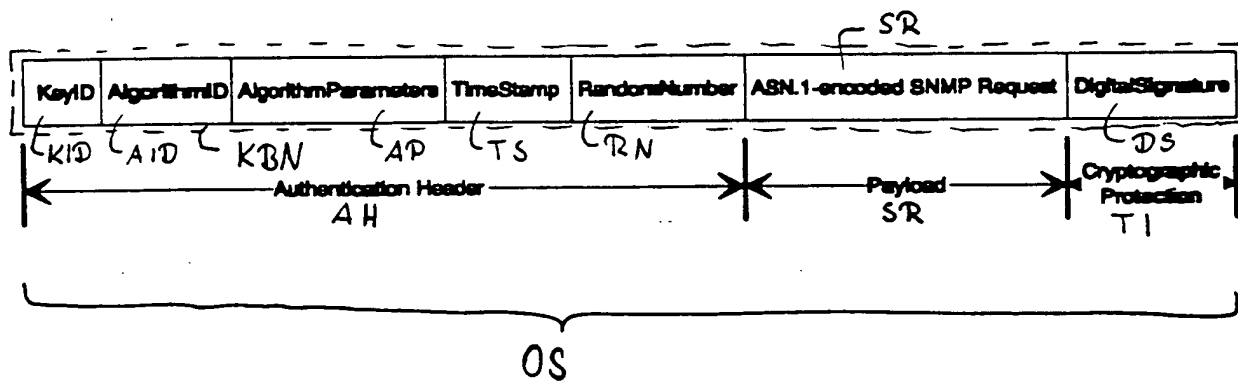 SR
KeyID AlgorithmID AlgorithmParameters TimeStamp RandomNumber ASN.1-encoded SNMP Request DigitalSignature
KID AID KBN AP TS RN DS
Authentication Header Payload Cryptographic Protection
AH SR TI
OS